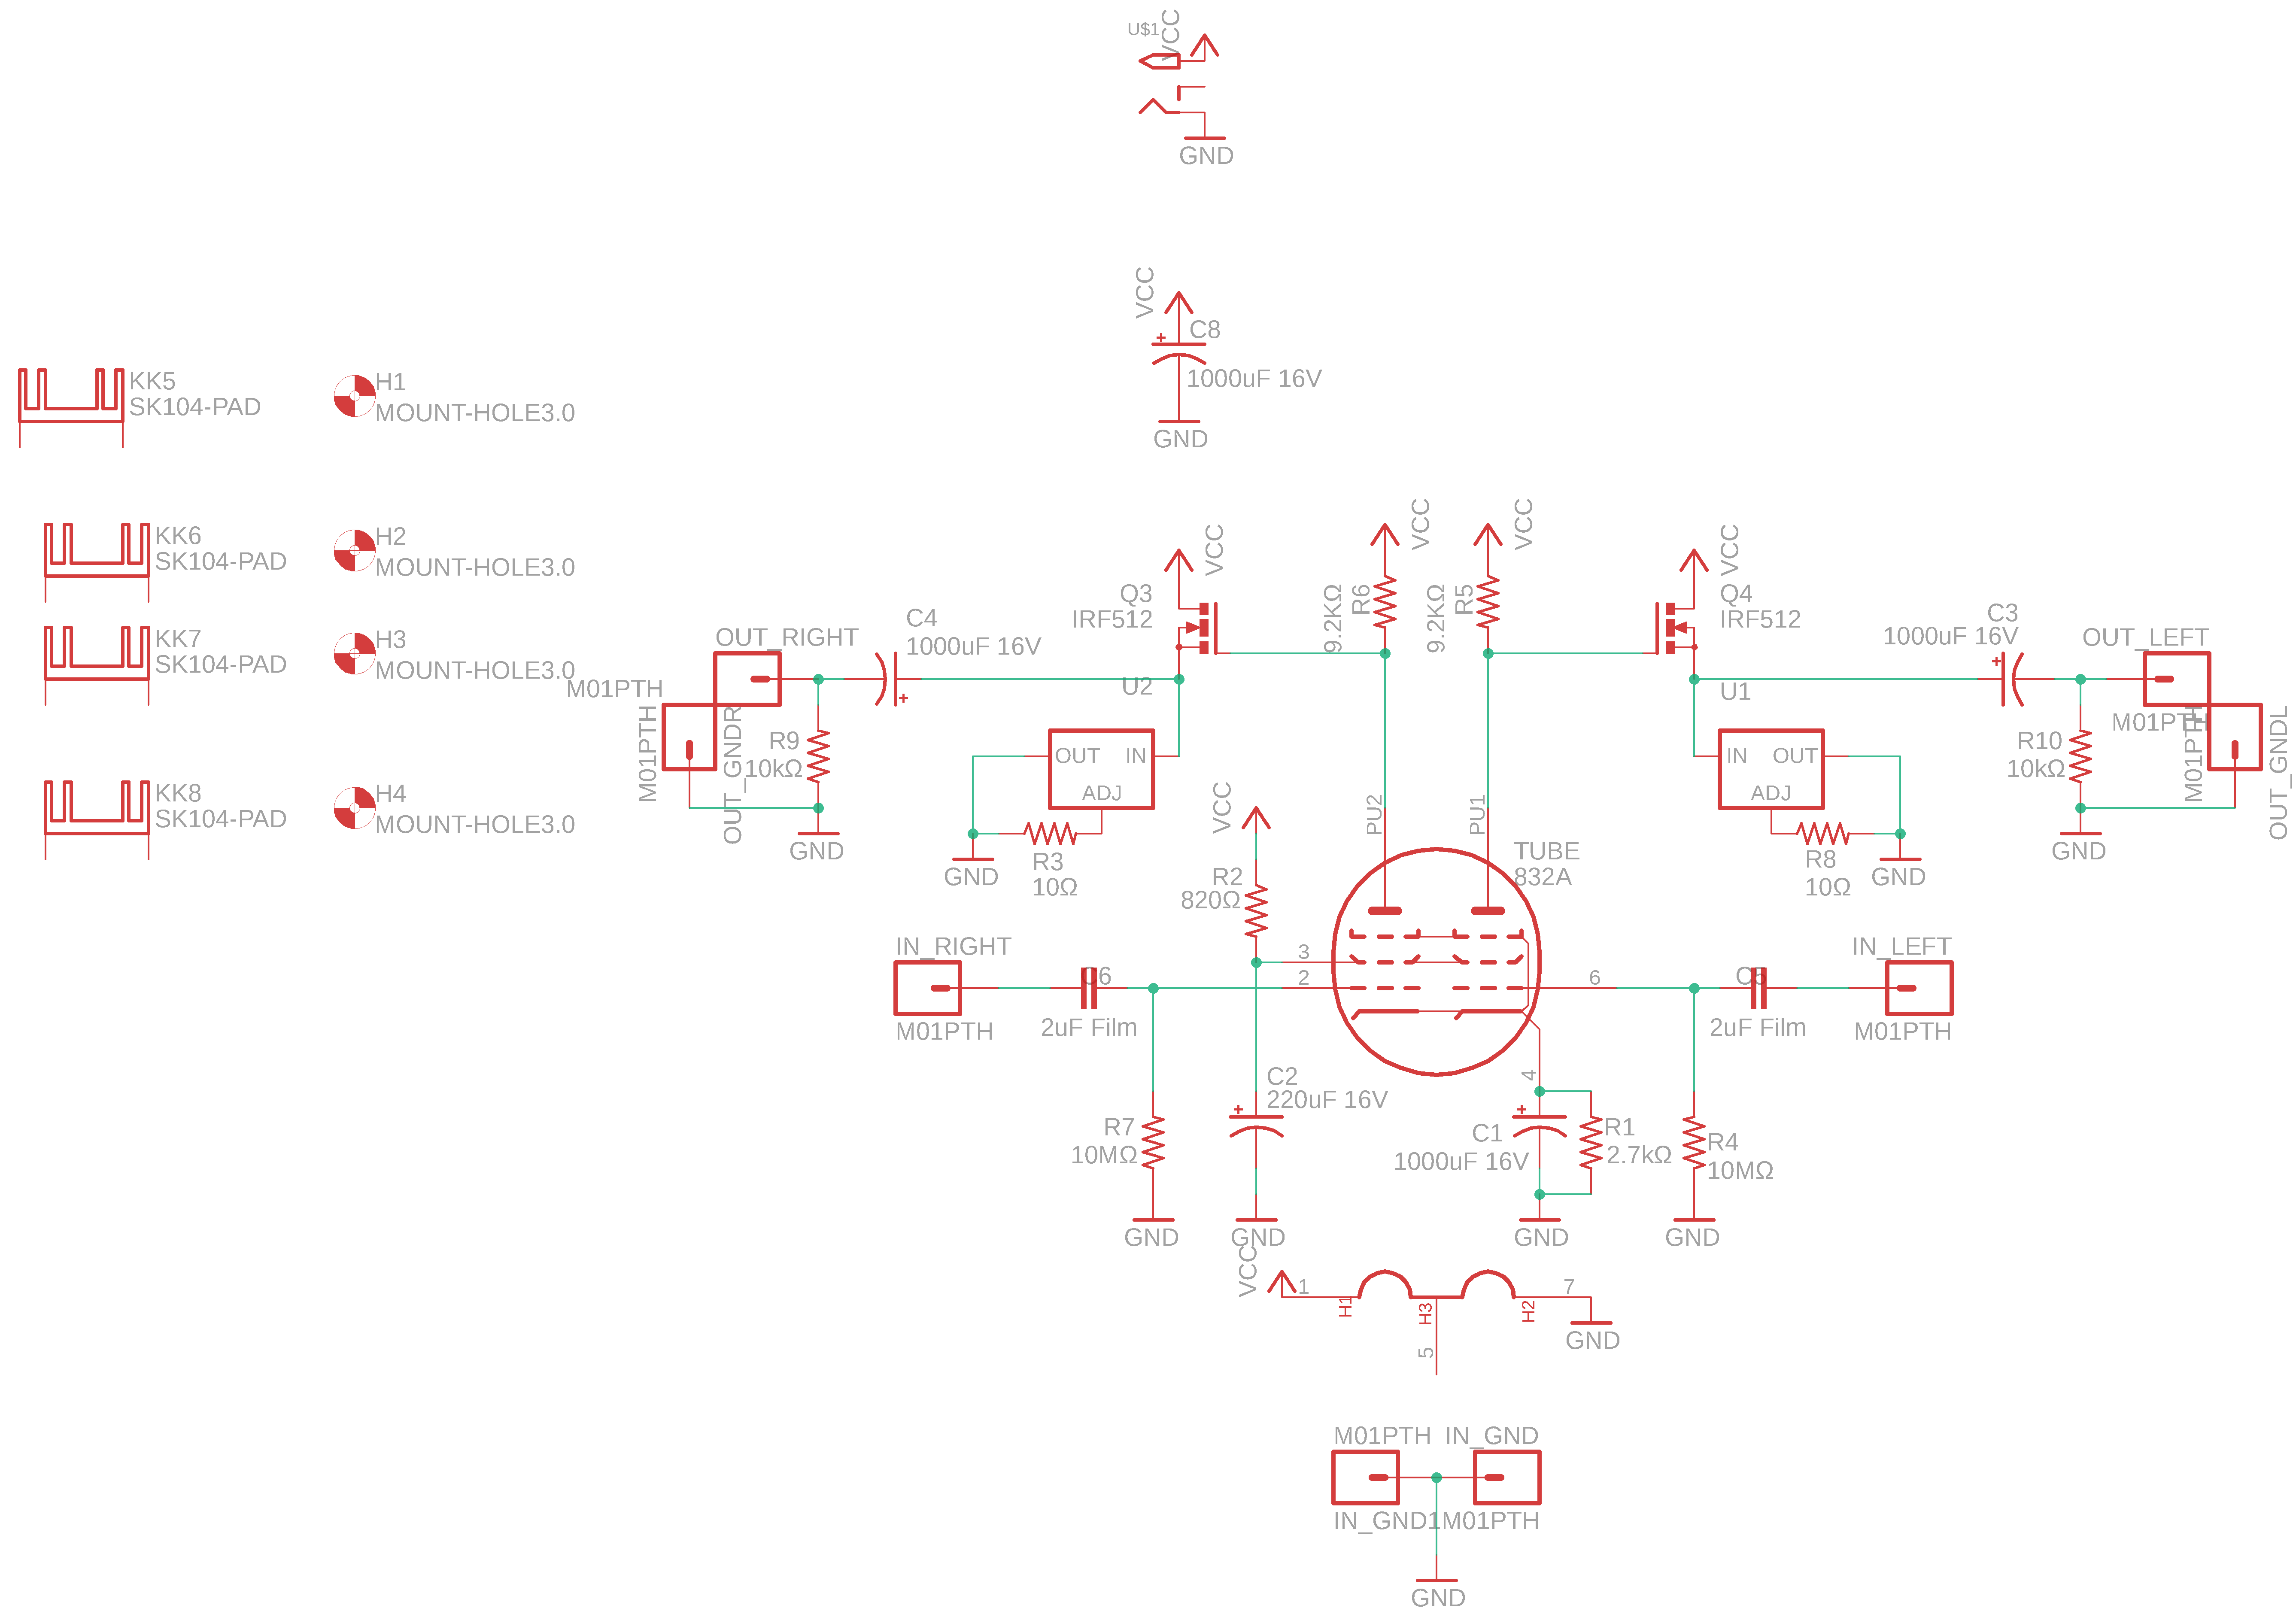 U$1
VCC
GND
VCC
C8
+
1000uF 16V
GND
KK5
SK104-PAD
H1
MOUNT-HOLE3.0
KK6
SK104-PAD
H2
MOUNT-HOLE3.0
KK7
SK104-PAD
H3
MOUNT-HOLE3.0
KK8
SK104-PAD
H4
MOUNT-HOLE3.0
OUT_RIGHT
M01PTH
M01PTH
OUT_GNDR
R9
10kΩ
GND
C4
1000uF 16V
+
VCC
Q3
IRF512
U2
OUT IN
ADJ
GND
R3
10Ω
VCC
R6
9.2KΩ
VCC
R5
9.2KΩ
VCC
Q4
IRF512
U1
IN OUT
ADJ
R8
10Ω
GND
C3
1000uF 16V
+
OUT_LEFT
M01PTH
M01PTH
OUT_GNDL
R10
10kΩ
GND
PU2
PU1
TUBE
832A
VCC
R2
820Ω
3
2
6
4
IN_RIGHT
M01PTH
C6
2uF Film
R7
10MΩ
GND
C2
220uF 16V
+
GND
C1
1000uF 16V
+
R1
2.7kΩ
GND
R4
10MΩ
GND
C5
2uF Film
IN_LEFT
M01PTH
VCC
1
H1
H3
H2
7
5
GND
M01PTH IN_GND
IN_GND1 M01PTH
GND